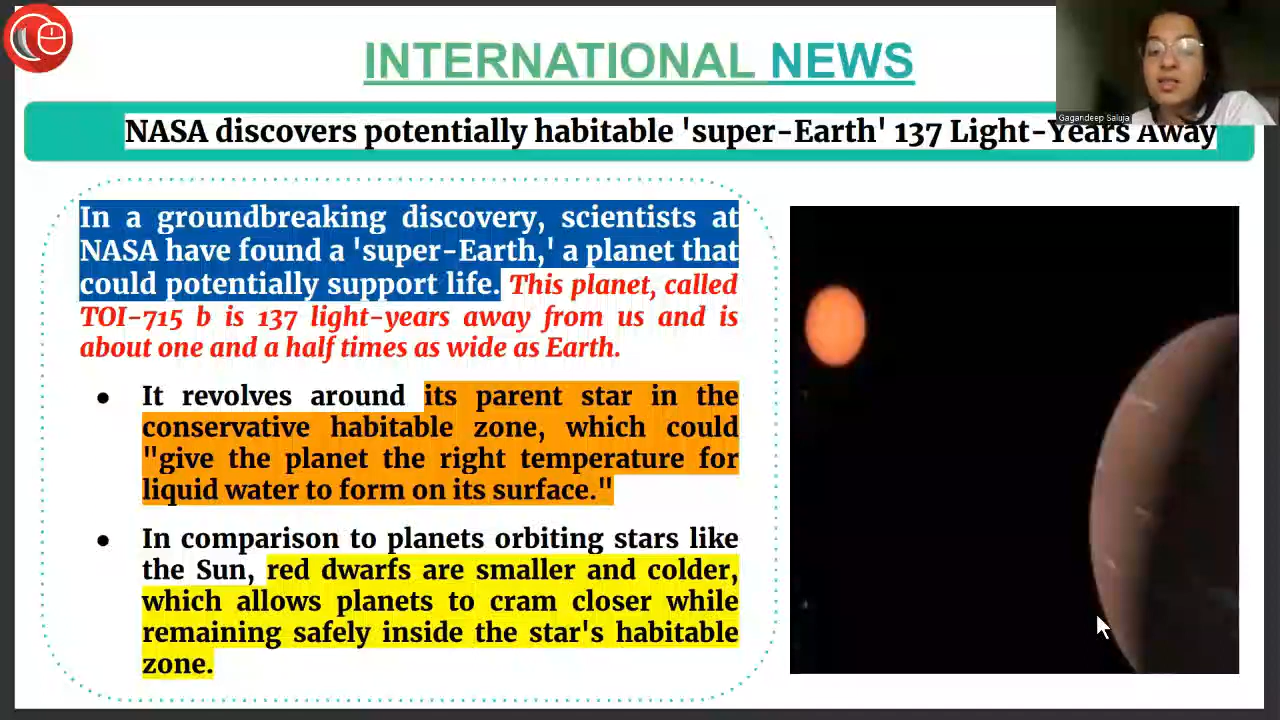 INTERNATIONAL NEWS
Gagandeep Saluja
NASA discovers potentially habitable 'super-Earth' 137 Light-Years Away
In a groundbreaking discovery, scientists at
NASA have found a 'super-Earth,' a planet that
could potentially support life. This planet, called
TOI-715 b is 137 light-years away from us and is
about one and a half times as wide as Earth.
● It revolves around its parent star in the
conservative habitable zone, which could
"give the planet the right temperature for
liquid water to form on its surface."
● In comparison to planets orbiting stars like
the Sun, red dwarfs are smaller and colder,
which allows planets to cram closer while
remaining safely inside the star's habitable
zone.